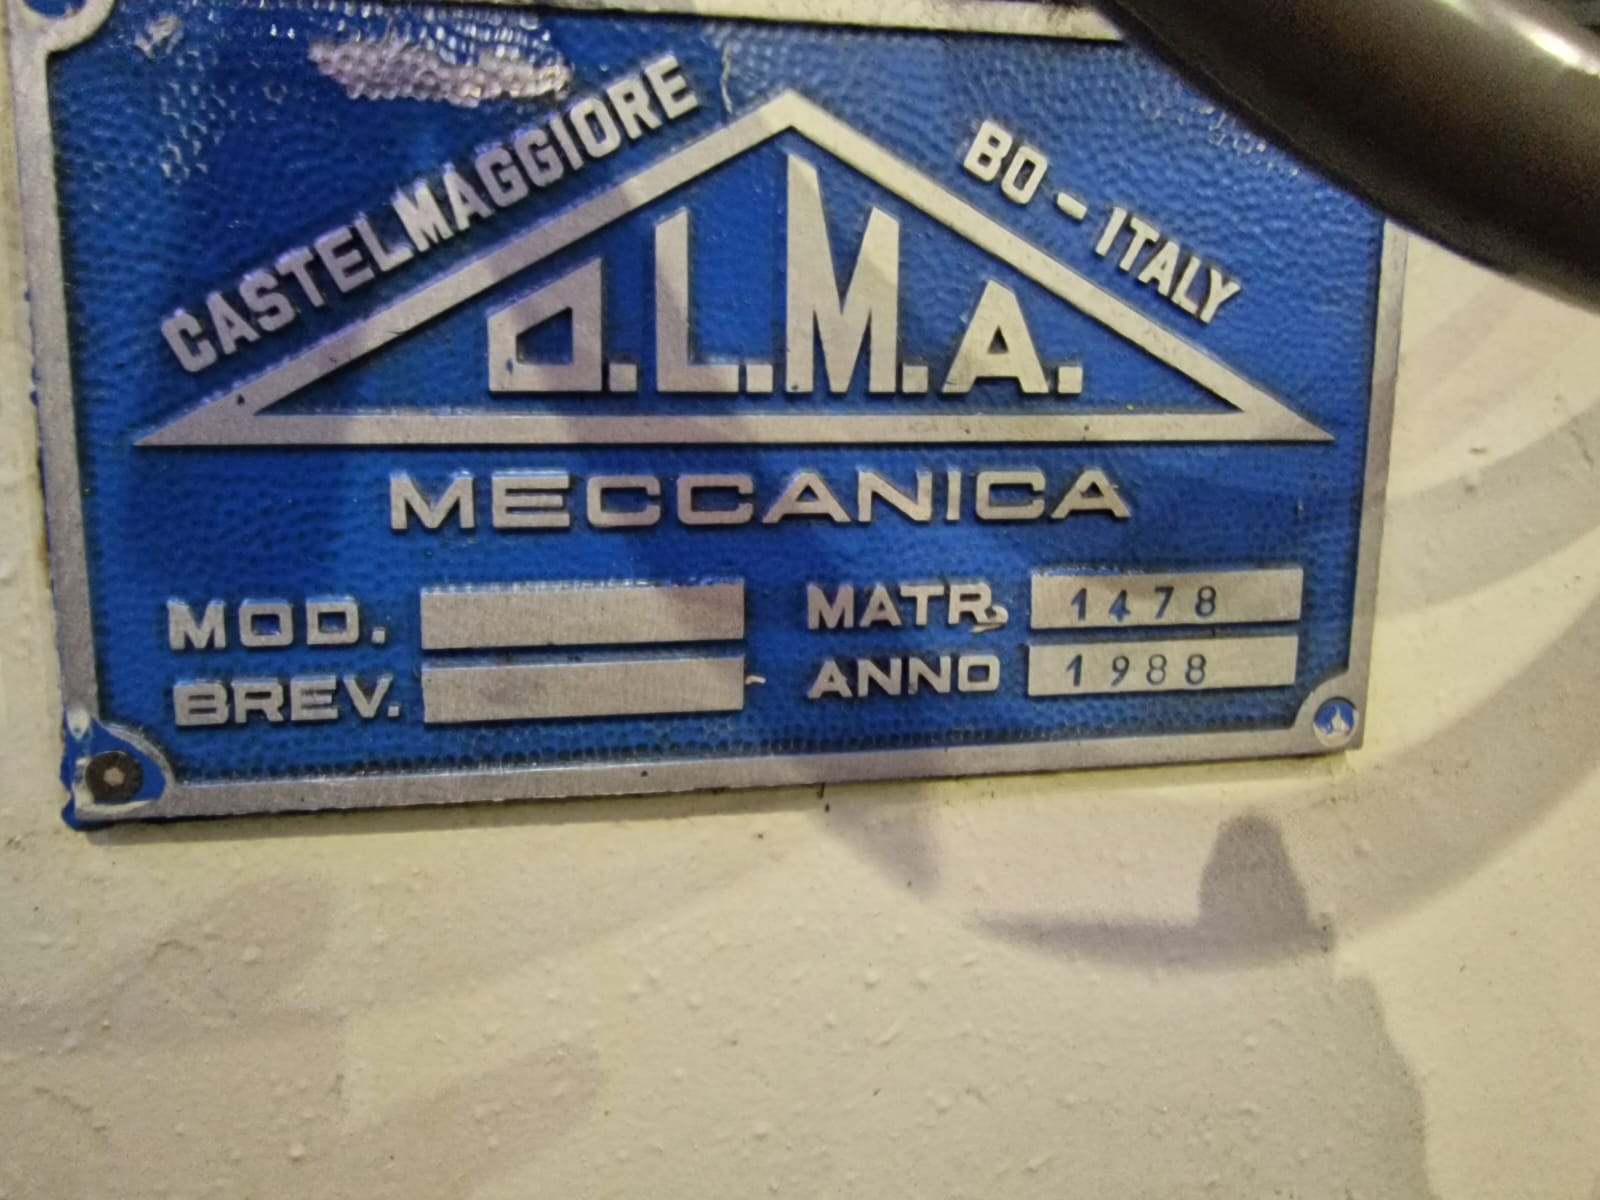 CASTELMAGGIORE
BO - ITALY
O.L.M.A.
MECCANICA
MOD.
MATR. 1478
BREV.
ANNO 1988